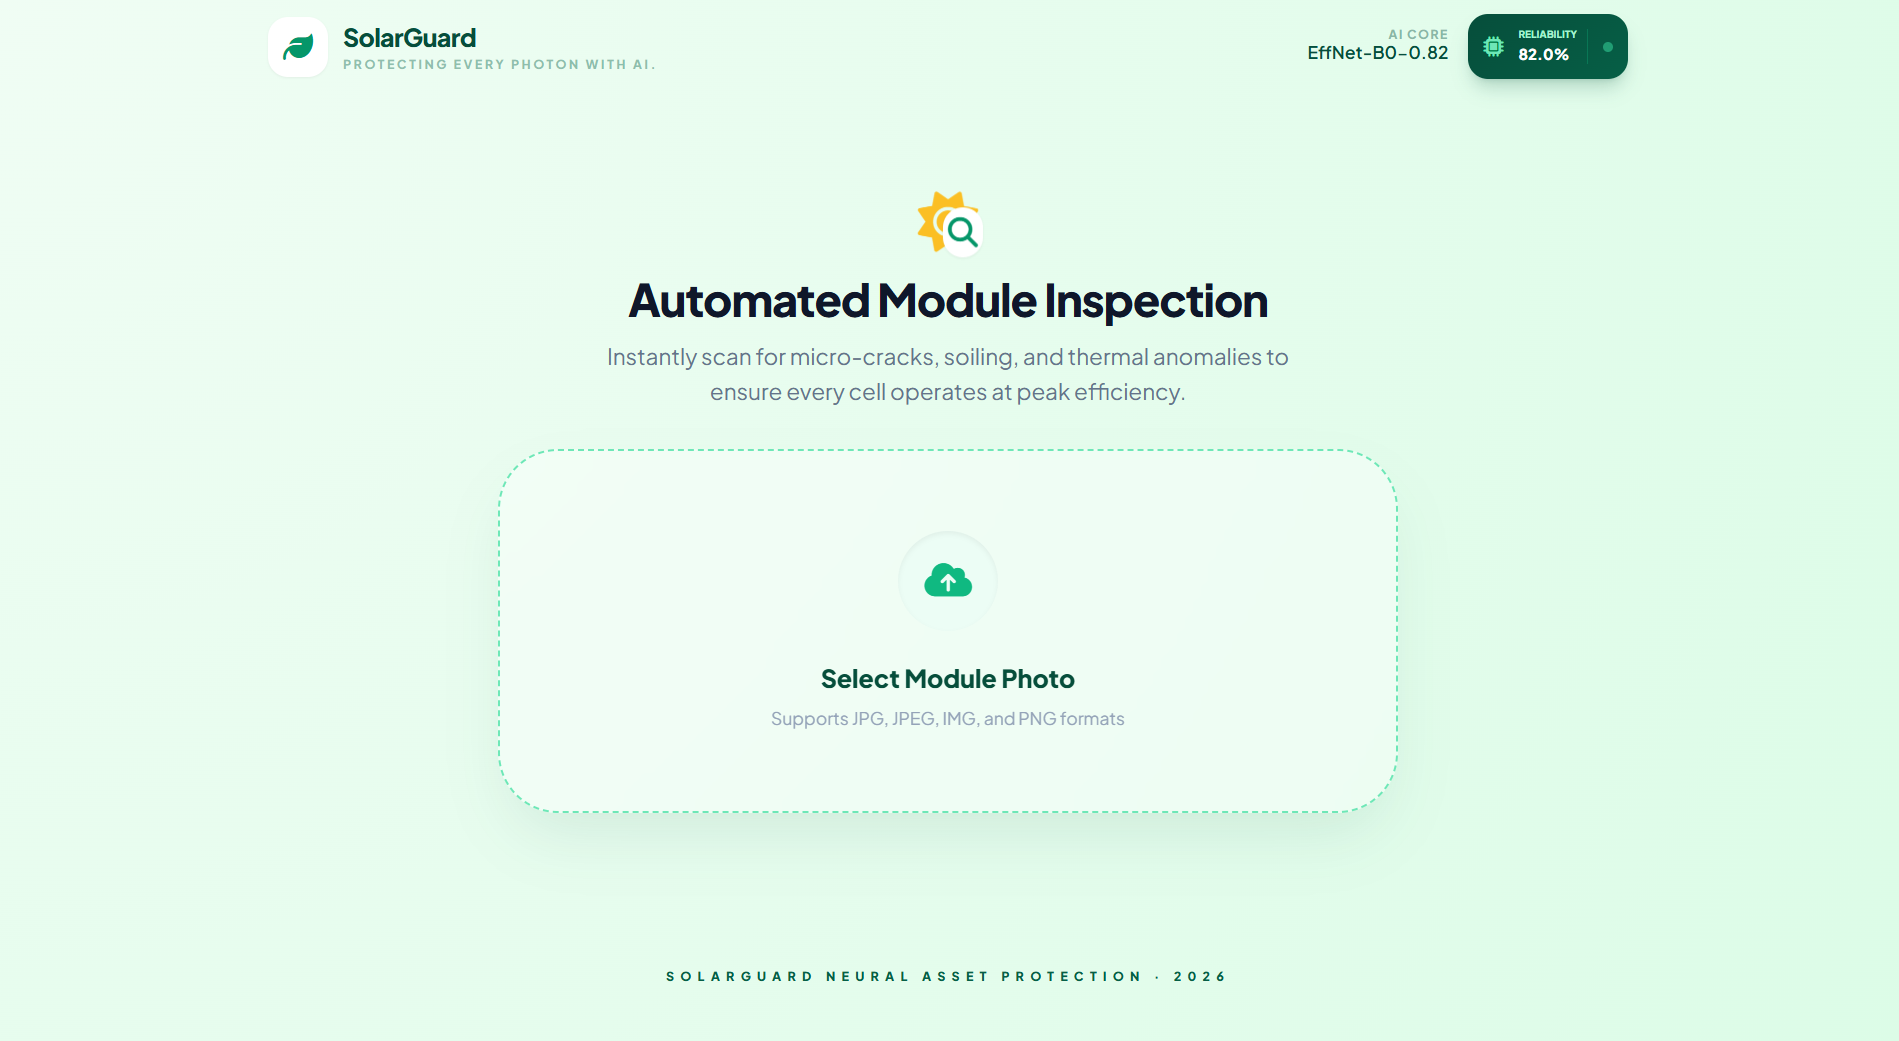 SolarGuard
PROTECTING EVERY PHOTON WITH AI.
AI CORE
EffNet-B0-0.82
RELIABILITY
82.0%
Automated Module Inspection
Instantly scan for micro-cracks, soiling, and thermal anomalies to
ensure every cell operates at peak efficiency.
Select Module Photo
Supports JPG, JPEG, IMG, and PNG formats
SOLARGUARD NEURAL ASSET PROTECTION · 2026